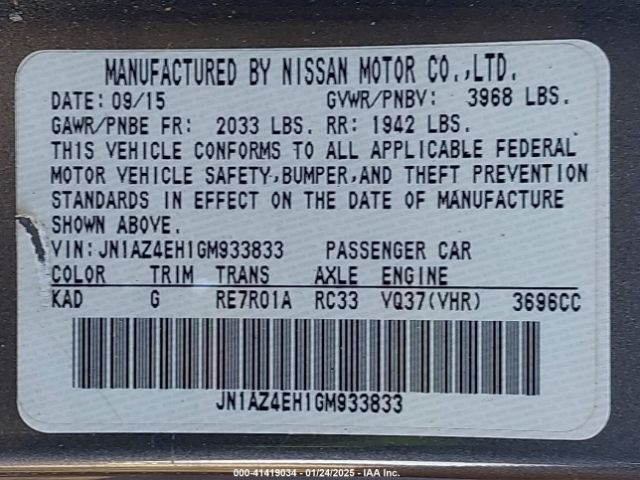 MANUFACTURED BY NISSAN MOTOR CO.,LTD.
DATE: 09/15 GVWR/PNBV: 3968 LBS.
GAWR/PNBE FR: 2033 LBS. RR: 1942 LBS.
THIS VEHICLE CONFORMS TO ALL APPLICABLE FEDERAL
MOTOR VEHICLE SAFETY,BUMPER,AND THEFT PREVENTION
STANDARDS IN EFFECT ON THE DATE OF MANUFACTURE
SHOWN ABOVE.
VIN:JN1AZ4EH1GM933833 PASSENGER CAR
COLOR TRIM TRANS AXLE ENGINE
KAD G RE7R01A RC33 VQ37(VHR) 3696CC
JN1AZ4EH1GM933833
000-41419034 - 01/24/2025 - IAA Inc.